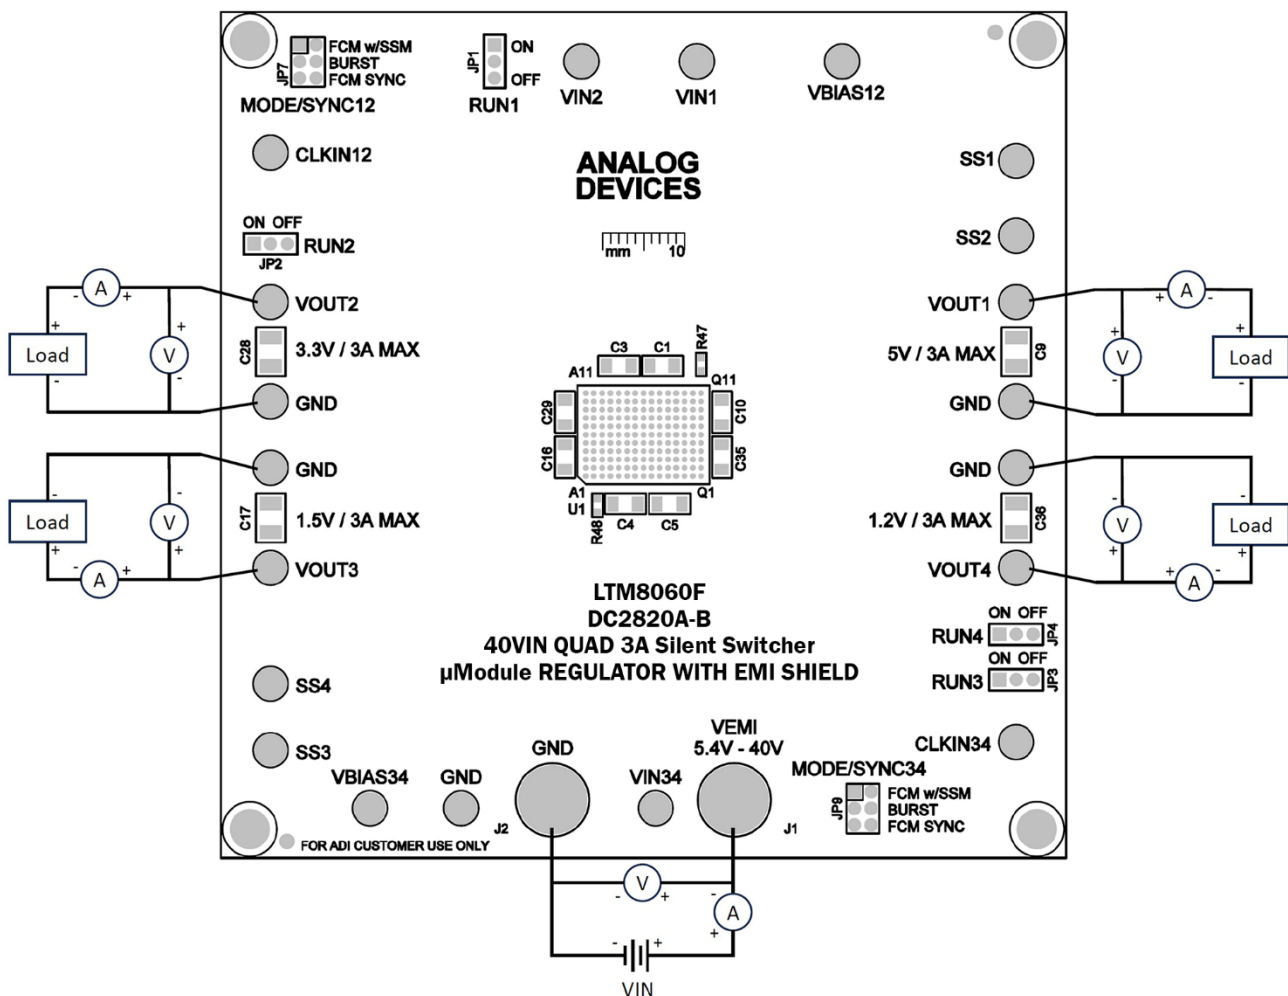 FCM w/SSM
BURST
FCM SYNC
JP7
MODE/SYNC12
JP1
ON
OFF
RUN1
VIN2
VIN1
VBIAS12
CLKIN12
ANALOG
DEVICES
SS1
SS2
ON OFF
RUN2
JP2
mm 10
- A +
VOUT2
+ Load -
+ V -
C28
3.3V / 3A MAX
GND
VOUT1
+ A -
5V / 3A MAX
C9
+ V -
+ Load -
GND
R47
C3
C1
A11
Q11
C29
C10
C16
C35
A1
U1
Q1
R48
C4
C5
GND
- Load +
- V +
C17
1.5V / 3A MAX
- A +
VOUT3
GND
1.2V / 3A MAX
C36
- V +
- Load +
VOUT4
+ A -
LTM8060F
DC2820A-B
40VIN QUAD 3A Silent Switcher
µModule REGULATOR WITH EMI SHIELD
ON OFF
RUN4
JP4
ON OFF
RUN3
JP3
SS4
SS3
CLKIN34
VBIAS34
GND
GND
J2
VIN34
VEMI
5.4V - 40V
J1
MODE/SYNC34
JP9
FCM w/SSM
BURST
FCM SYNC
FOR ADI CUSTOMER USE ONLY
- V +
- A +
- +
VIN